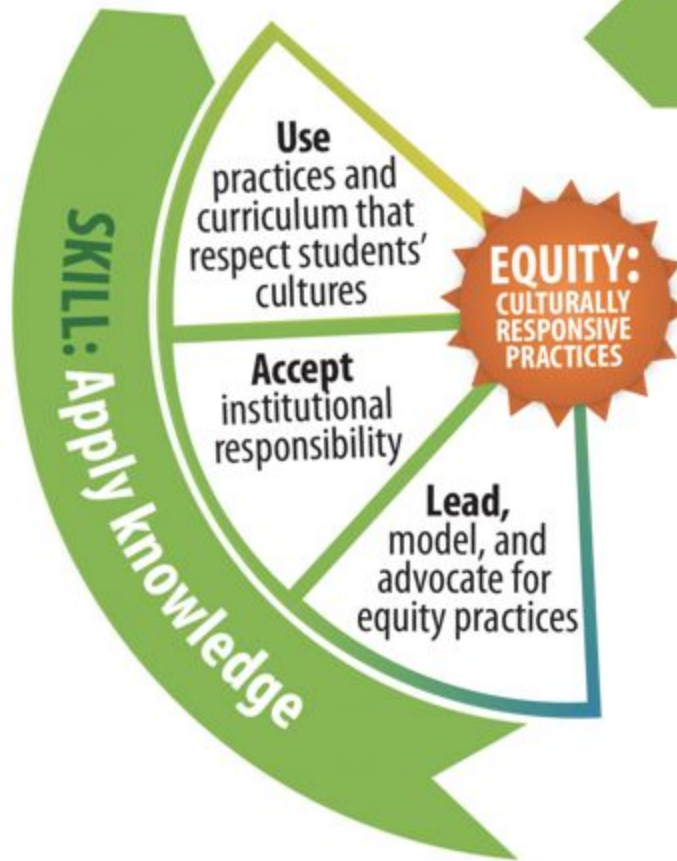 SKILL: Apply knowledge
Use
practices and
curriculum that
respect students’
cultures
Accept
institutional
responsibility
Lead,
model, and
advocate for
equity practices
EQUITY:
CULTURALLY
RESPONSIVE
PRACTICES